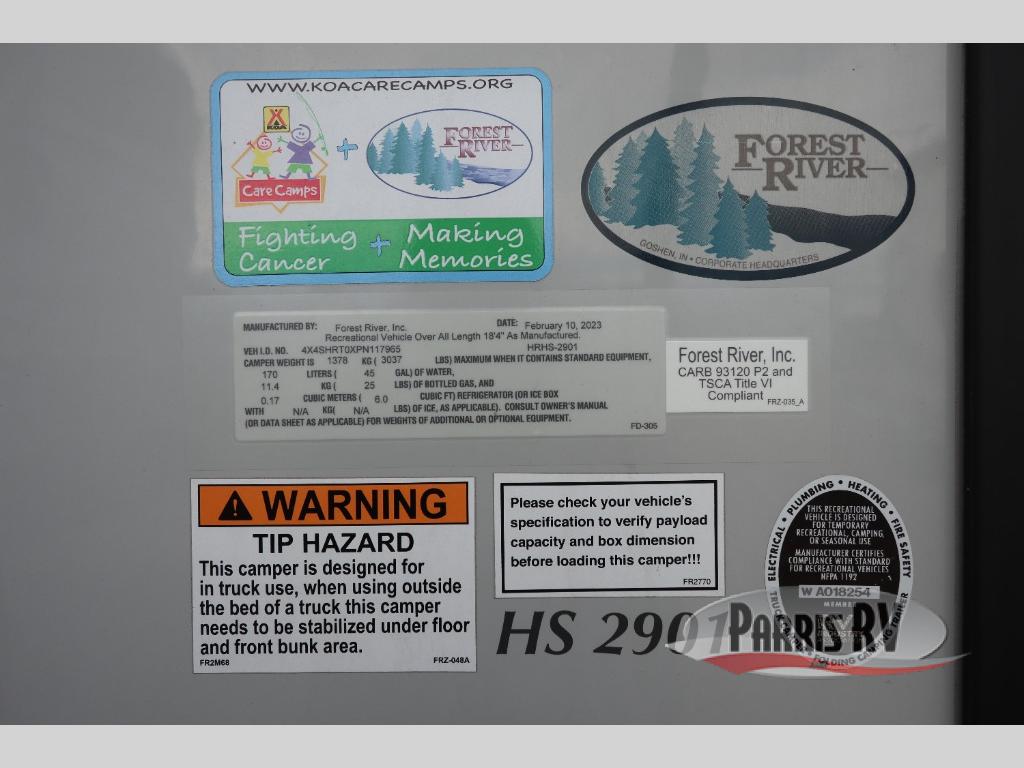 WWW.KOACARECAMPS.ORG
KOA
+
FOREST
RIVER
Care Camps
Fighting + Making
Cancer Memories
FOREST
RIVER
GOSHEN, IN • CORPORATE HEADQUARTERS
MANUFACTURED BY: Forest River, Inc. DATE: February 10, 2023
Recreational Vehicle Over All Length 18'4" As Manufactured.
VEH I.D. NO. 4X4SHRT0XPN117965 HRHS-2901
CAMPER WEIGHT IS 1378 KG ( 3037 LBS) MAXIMUM WHEN IT CONTAINS STANDARD EQUIPMENT,
170 LITERS ( 45 GAL) OF WATER,
11.4 KG ( 25 LBS) OF BOTTLED GAS, AND
0.17 CUBIC METERS ( 6.0 CUBIC FT) REFRIGERATOR (OR ICE BOX
WITH N/A KG( N/A LBS) OF ICE, AS APPLICABLE). CONSULT OWNER'S MANUAL
(OR DATA SHEET AS APPLICABLE) FOR WEIGHTS OF ADDITIONAL OR OPTIONAL EQUIPMENT.
FD-305
Forest River, Inc.
CARB 93120 P2 and
TSCA Title VI
Compliant
FRZ-035_A
WARNING
TIP HAZARD
This camper is designed for
in truck use, when using outside
the bed of a truck this camper
needs to be stabilized under floor
and front bunk area.
FR2M68 FRZ-048A
Please check your vehicle's
specification to verify payload
capacity and box dimension
before loading this camper!!!
FR2770
ELECTRICAL • PLUMBING • HEATING • FIRE SAFETY
THIS RECREATIONAL
VEHICLE IS DESIGNED
FOR TEMPORARY
RECREATIONAL, CAMPING,
OR SEASONAL USE
MANUFACTURER CERTIFIES
COMPLIANCE WITH STANDARD
FOR RECREATIONAL VEHICLES
NFPA 1192
W A018254
MEMBER
FOLDING CAMPING TRAILER
HS 2901
PARRIS RV